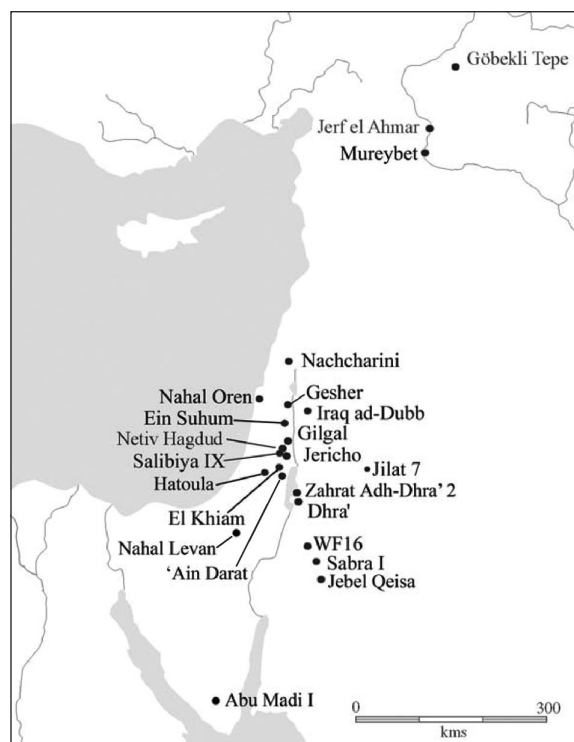 Göbekli Tepe
Jerf el Ahmar
Mureybet
Nachcharini
Nahal Oren
Gesher
Iraq ad-Dubb
Ein Suhum
Gilgal
Netiv Hagdud
Jericho
Salibiya IX
Jilat 7
Hatoula
Zahrat Adh-Dhra' 2
Dhra'
El Khiam
WF16
Nahal Levan
Sabra I
'Ain Darat
Jebel Qeisa
Abu Madi I
0 300
kms